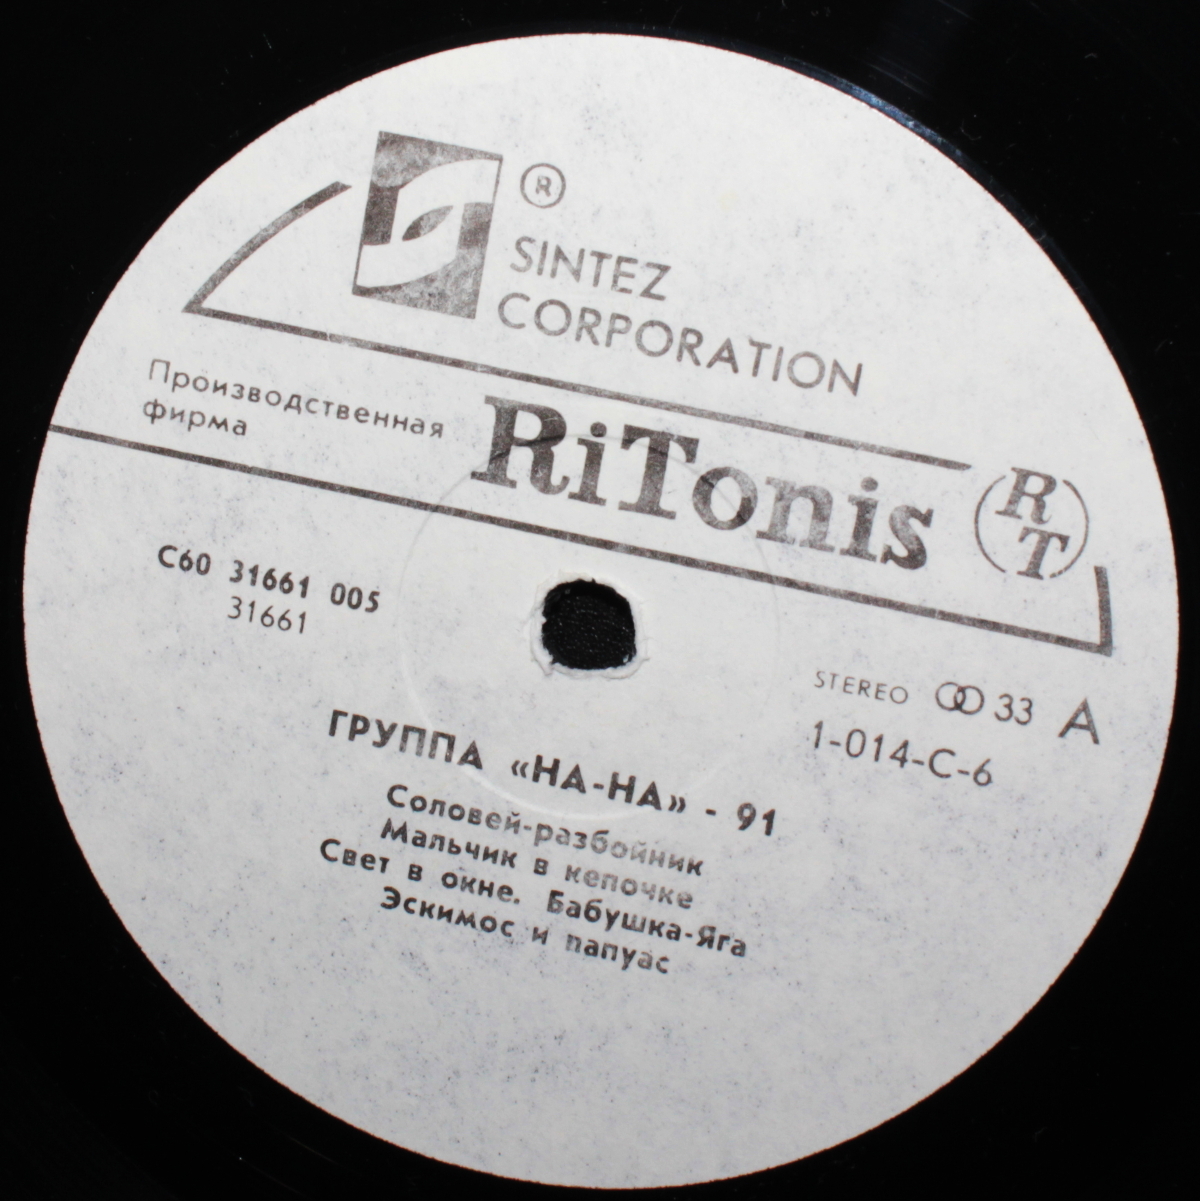 ®
SINTEZ
CORPORATION
Производственная
фирма
RiTonis
RT
С60 31661 005
31661
STEREO 33 A
1-014-С-6
ГРУППА «НА-НА» - 91
Соловей-разбойник
Мальчик в кепочке
Свет в окне. Бабушка-Яга
Эскимос и папуас